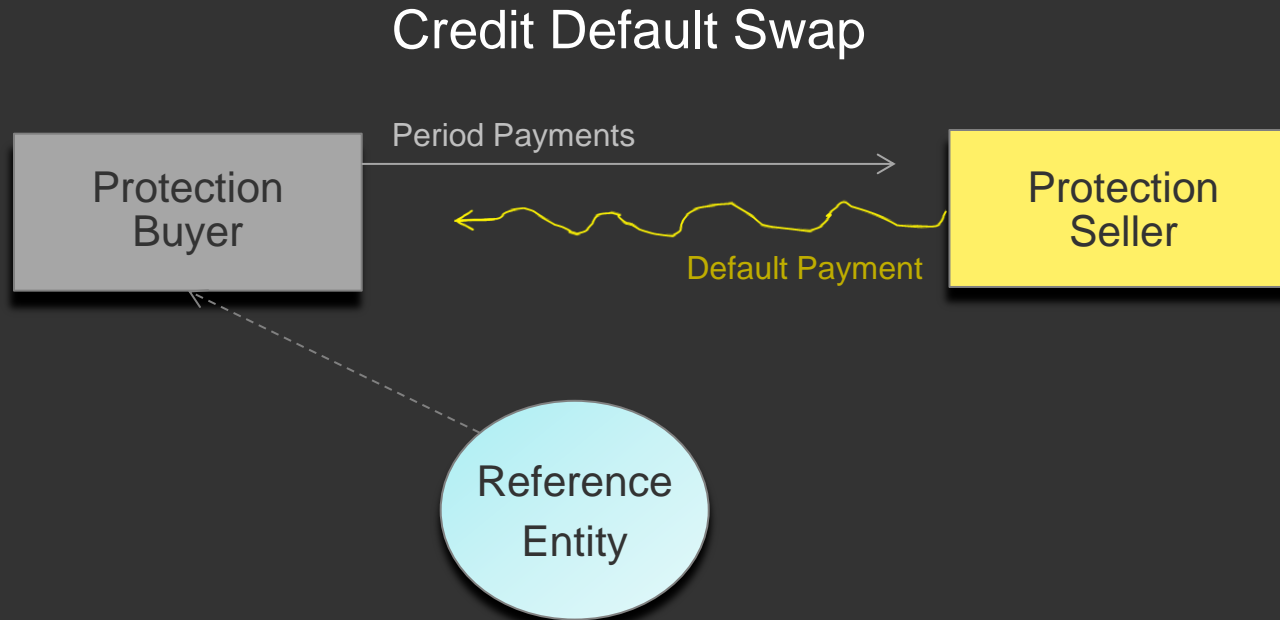 Credit Default Swap
Period Payments
Protection
Buyer
Protection
Seller
Default Payment
Reference
Entity